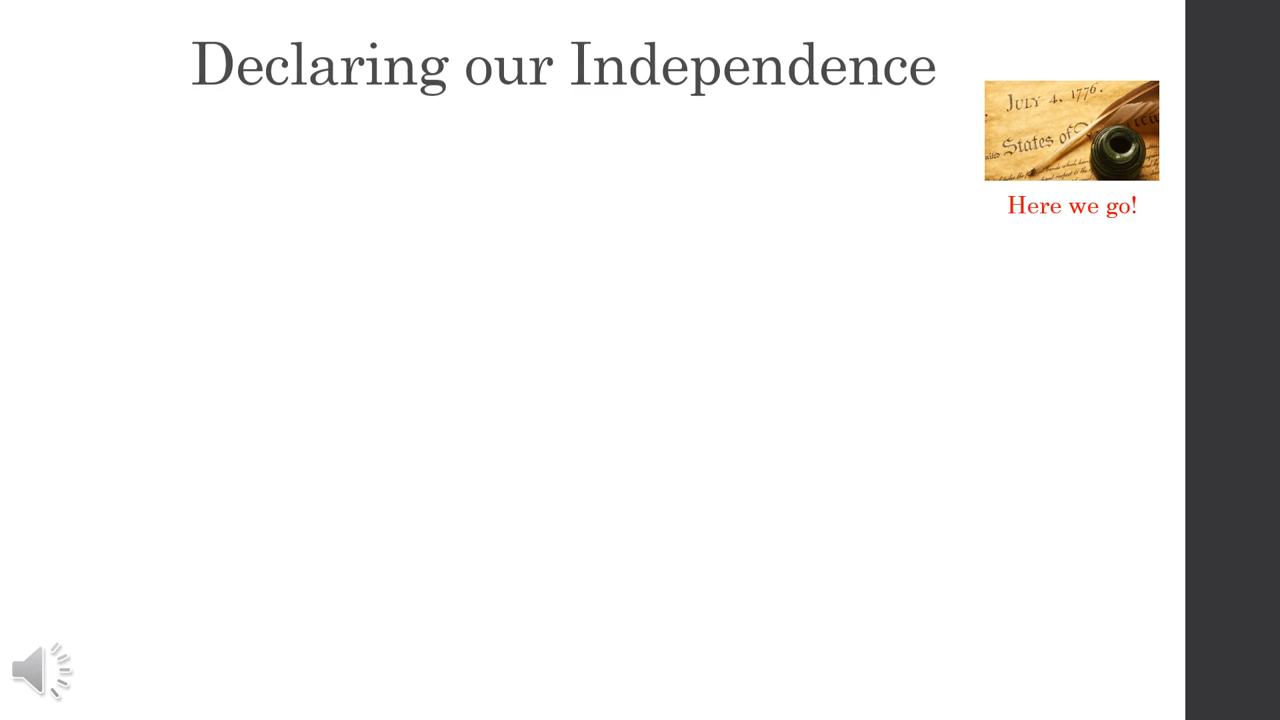 Declaring our Independence
July 4, 1776.
States of
Here we go!